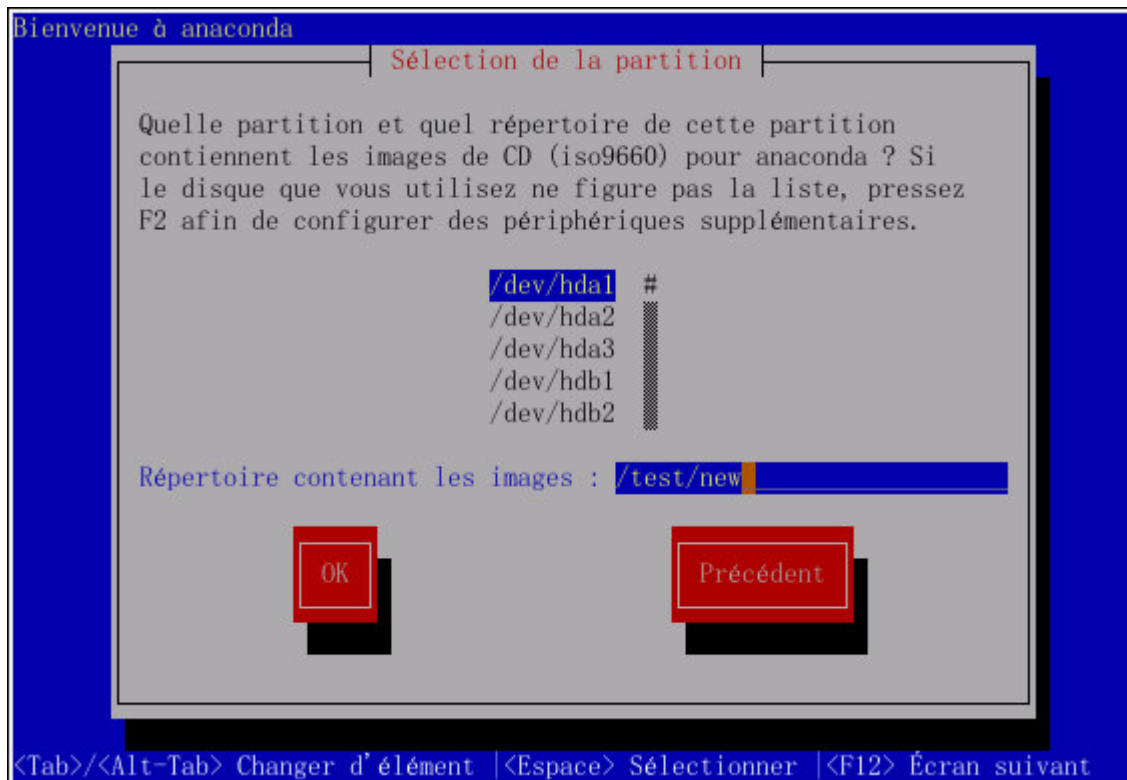 Bienvenue à anaconda
Sélection de la partition
Quelle partition et quel répertoire de cette partition
contiennent les images de CD (iso9660) pour anaconda ? Si
le disque que vous utilisez ne figure pas la liste, pressez
F2 afin de configurer des périphériques supplémentaires.
/dev/hda1 #
/dev/hda2
/dev/hda3
/dev/hdb1
/dev/hdb2
Répertoire contenant les images : /test/new
OK Précédent
<Tab>/<Alt-Tab> Changer d'élément |<Espace> Sélectionner |<F12> Écran suivant